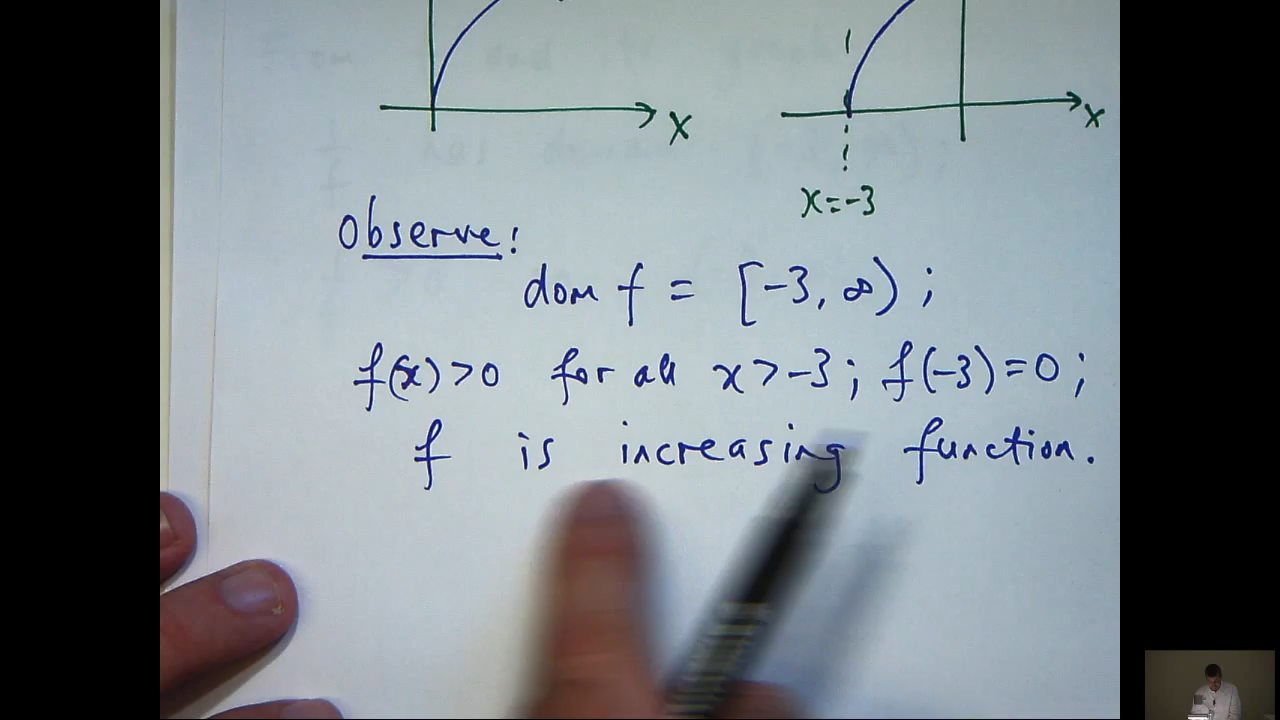 x x
x=-3
Observe!
dom f = [-3, ∞) ;
f(x)>0 for all x>-3; f(-3)=0;
f is increasing function.